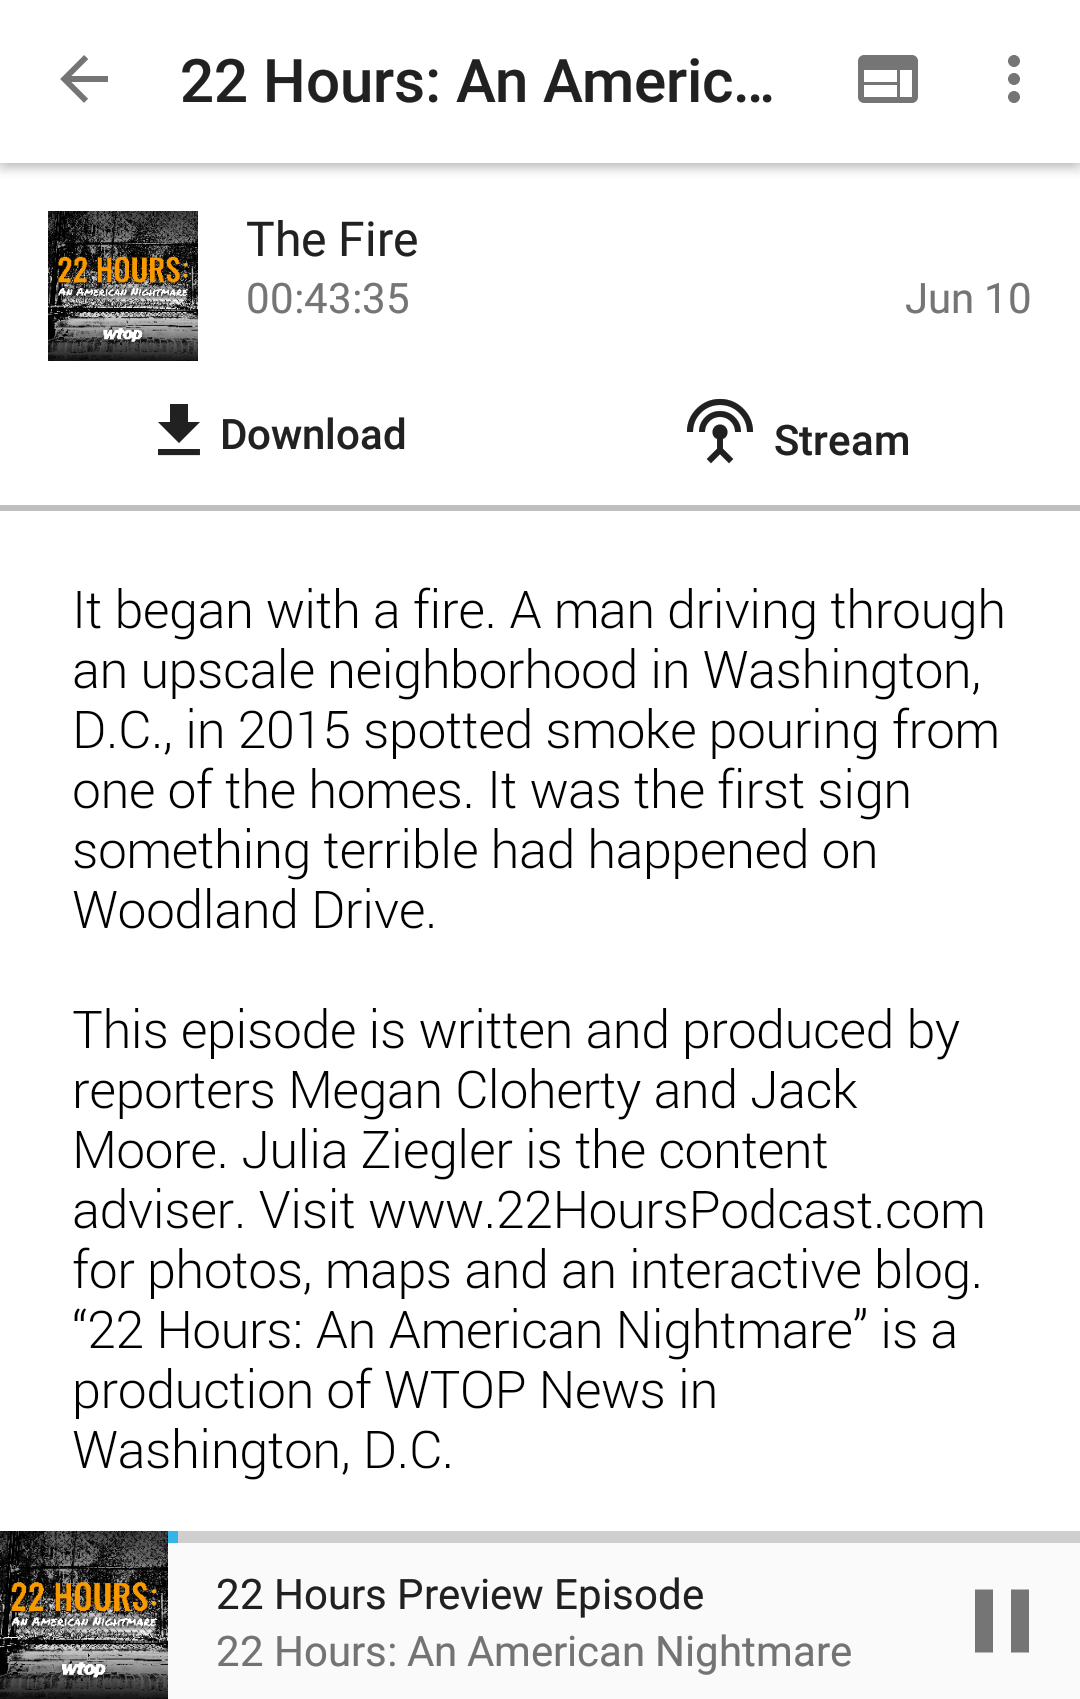 22 Hours: An Americ...
22 HOURS:
AN AMERICAN NIGHTMARE
wtop
The Fire
00:43:35
Jun 10
Download
Stream
It began with a fire. A man driving through
an upscale neighborhood in Washington,
D.C., in 2015 spotted smoke pouring from
one of the homes. It was the first sign
something terrible had happened on
Woodland Drive.
This episode is written and produced by
reporters Megan Cloherty and Jack
Moore. Julia Ziegler is the content
adviser. Visit www.22HoursPodcast.com
for photos, maps and an interactive blog.
“22 Hours: An American Nightmare” is a
production of WTOP News in
Washington, D.C.
22 HOURS:
AN AMERICAN NIGHTMARE
wtop
22 Hours Preview Episode
22 Hours: An American Nightmare